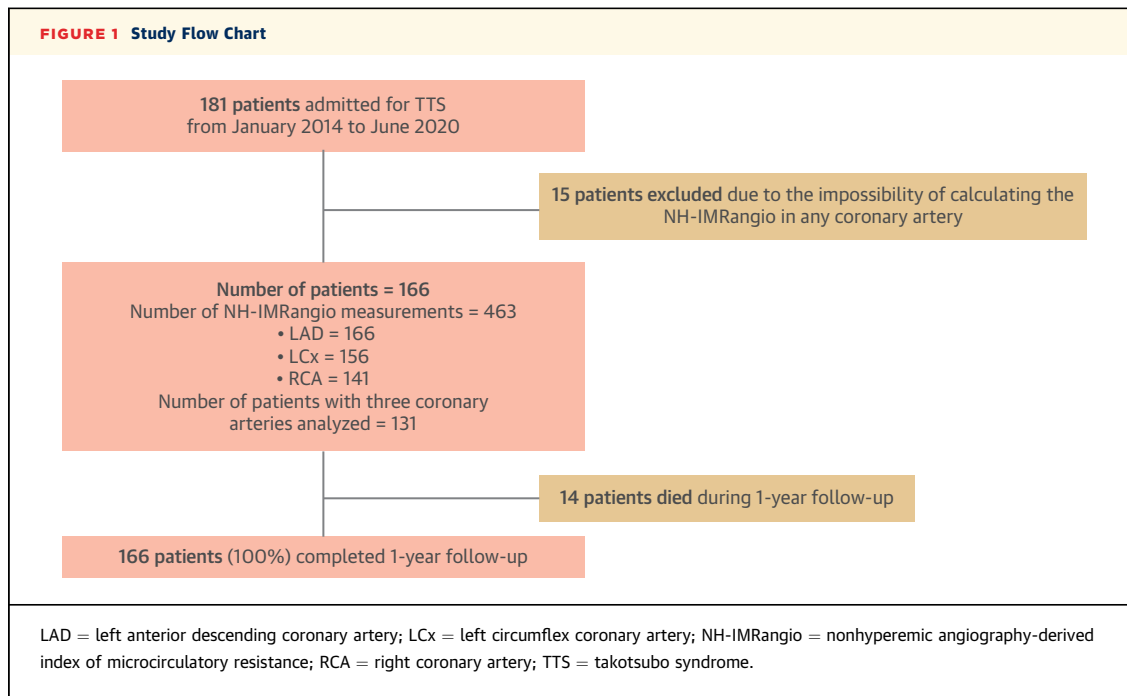 FIGURE 1 Study Flow Chart
181 patients admitted for TTS
from January 2014 to June 2020
15 patients excluded due to the impossibility of calculating the
NH-IMRangio in any coronary artery
Number of patients = 166
Number of NH-IMRangio measurements = 463
• LAD = 166
• LCx = 156
• RCA = 141
Number of patients with three coronary
arteries analyzed = 131
14 patients died during 1-year follow-up
166 patients (100%) completed 1-year follow-up
LAD = left anterior descending coronary artery; LCx = left circumflex coronary artery; NH-IMRangio = nonhyperemic angiography-derived
index of microcirculatory resistance; RCA = right coronary artery; TTS = takotsubo syndrome.